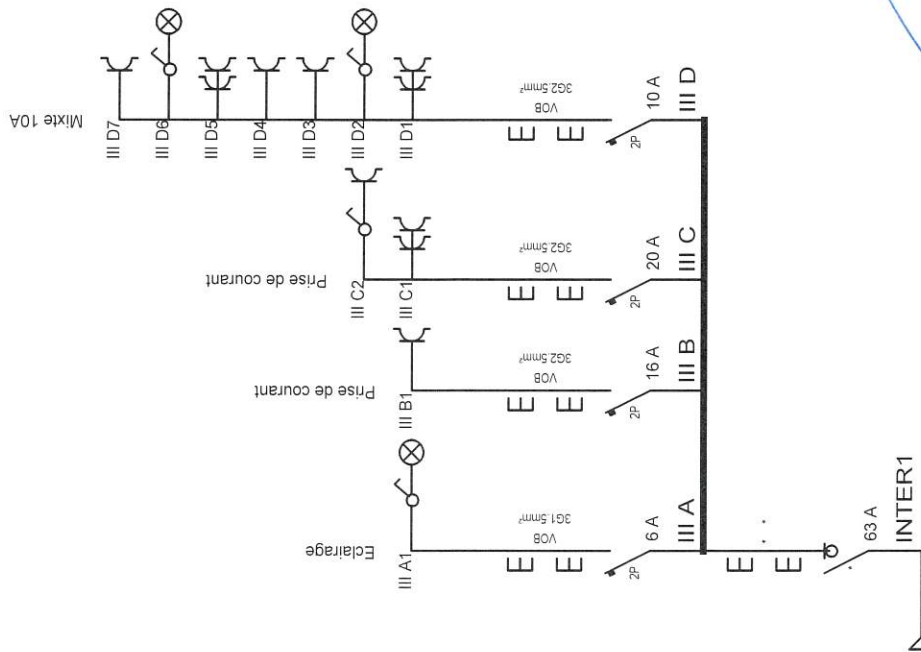 Mixte 10A
III D7
III D6
III D5
III D4
III D3
III D2
III D1
VOB
3G2.5mm²
2P
10 A
III D
Prise de courant
III C2
III C1
VOB
3G2.5mm²
2P
20 A
III C
Prise de courant
III B1
VOB
3G2.5mm²
2P
16 A
III B
Eclairage
III A1
VOB
3G1.5mm²
2P
6 A
III A
63 A
INTER1